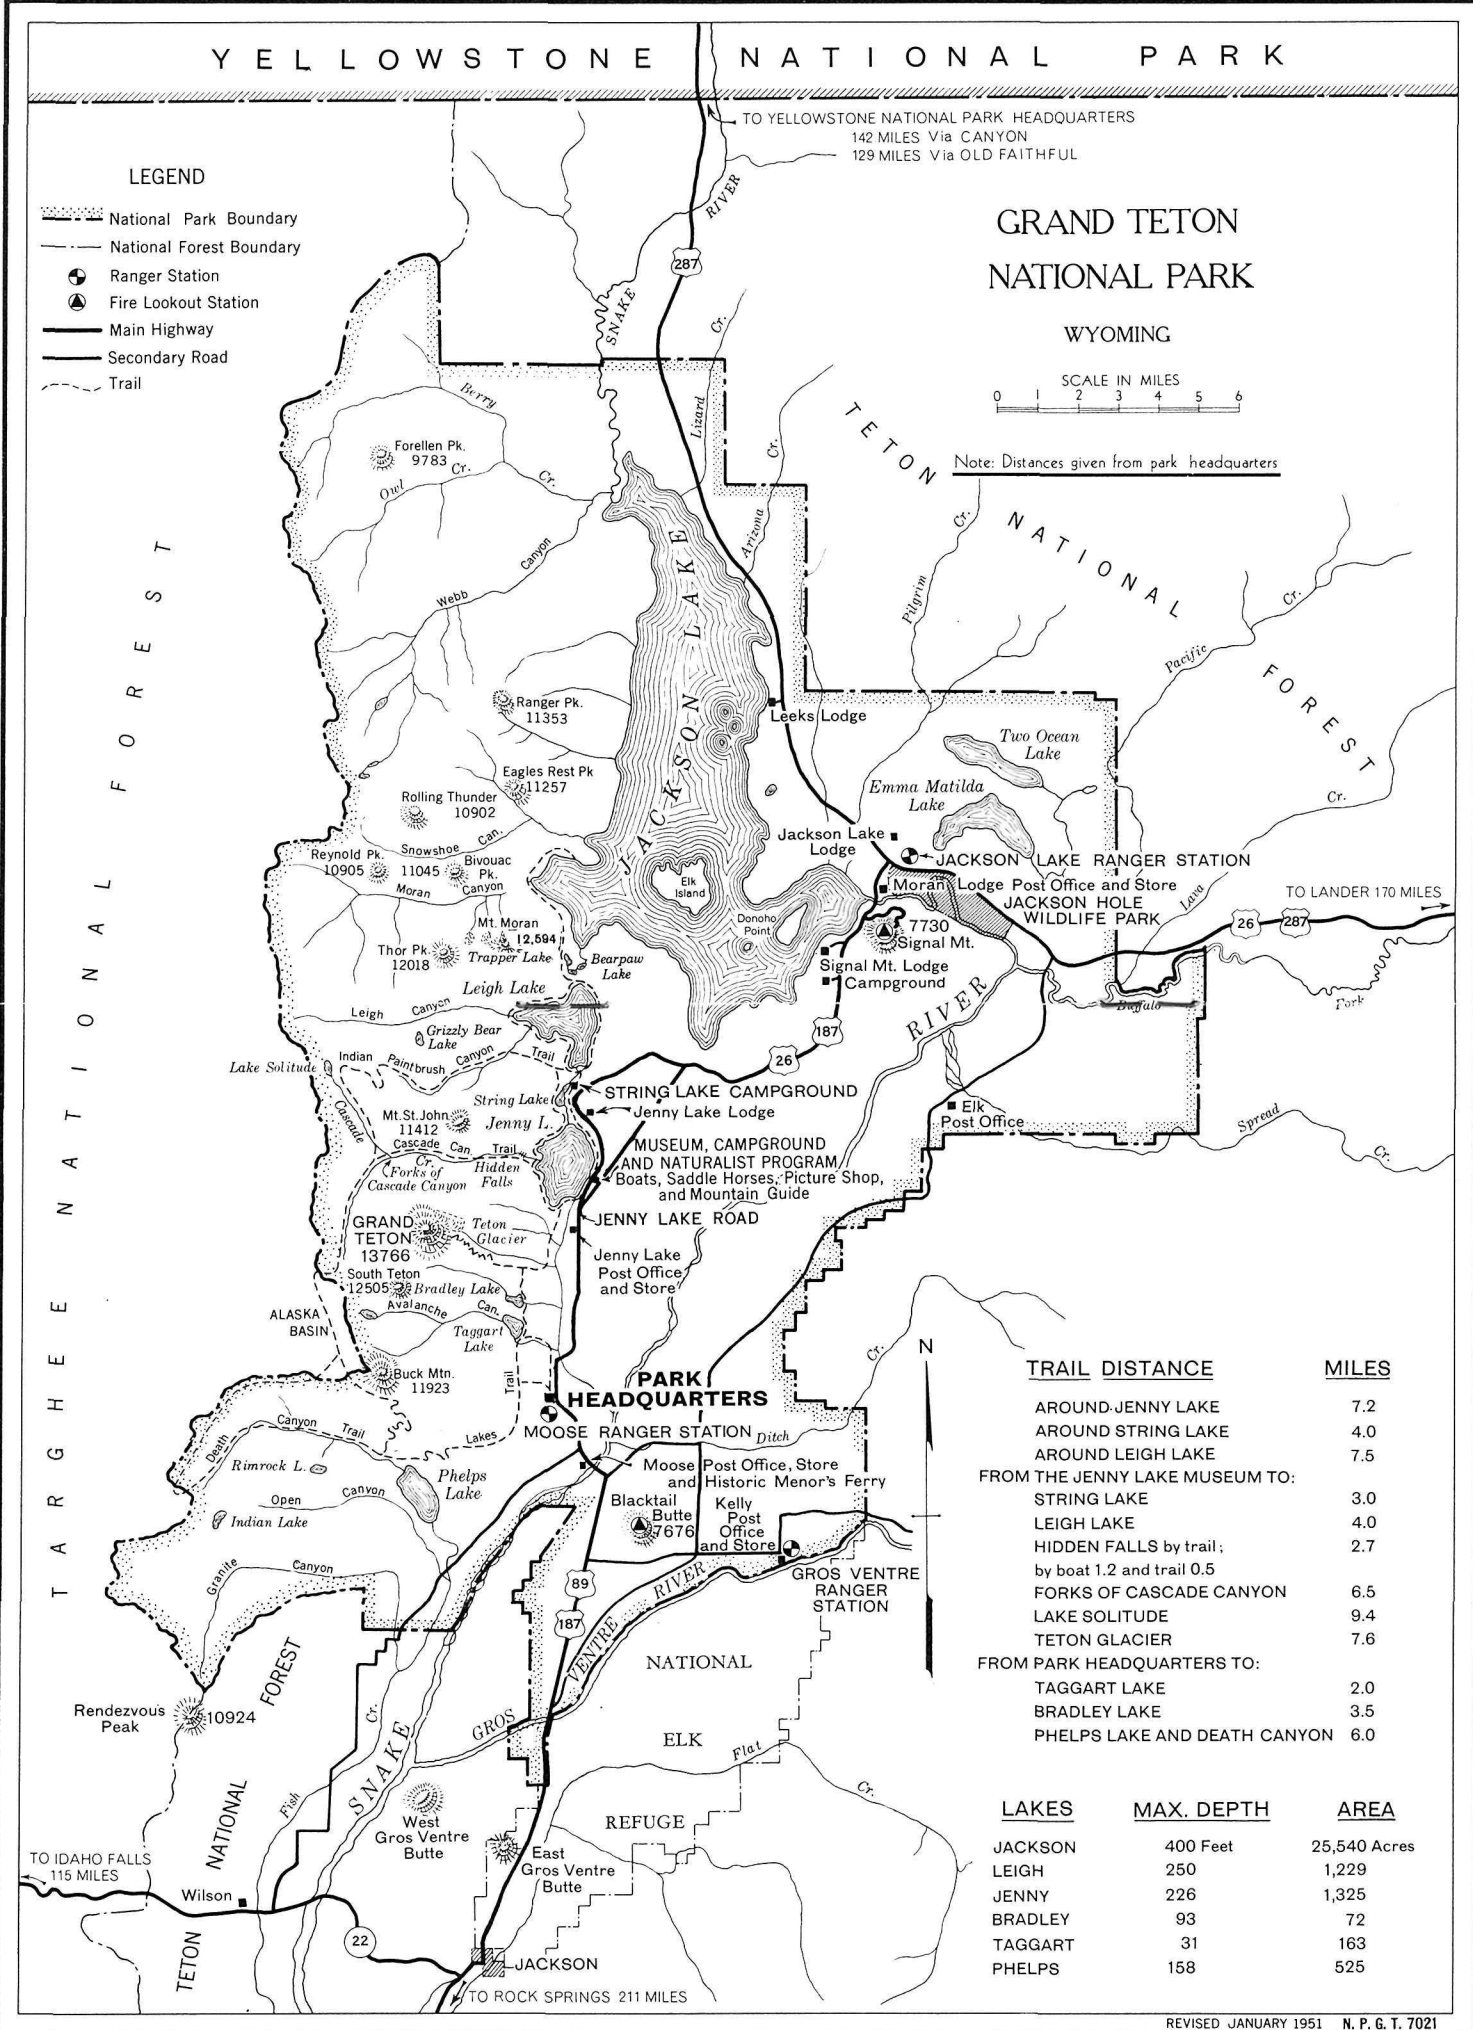 YELLOWSTONE NATIONAL PARK
TO YELLOWSTONE NATIONAL PARK HEADQUARTERS
142 MILES Via CANYON
129 MILES Via OLD FAITHFUL
LEGEND
National Park Boundary
National Forest Boundary
Ranger Station
Fire Lookout Station
Main Highway
Secondary Road
Trail
GRAND TETON
NATIONAL PARK
WYOMING
SCALE IN MILES
0 1 2 3 4 5 6
Note: Distances given from park headquarters
SNAKE RIVER
287
Lizard Cr.
Arizona Cr.
Pilgrim Cr.
Pacific Cr.
TETON NATIONAL FOREST
TARGHEE NATIONAL FOREST
Berry Cr.
Forellen Pk.
9783
Owl Cr.
Webb Canyon
JACKSON LAKE
Ranger Pk.
11353
Leeks Lodge
Two Ocean
Lake
Emma Matilda
Lake
Eagles Rest Pk
11257
Rolling Thunder
10902
Snowshoe Can.
Reynold Pk.
10905
Bivouac
Pk.
11045
Moran Canyon
Elk
Island
Donoho
Point
Jackson Lake
Lodge
JACKSON LAKE RANGER STATION
Moran Lodge Post Office and Store
JACKSON HOLE
WILDLIFE PARK
Lava Cr.
TO LANDER 170 MILES
26
287
7730
Signal Mt.
Signal Mt. Lodge
Campground
Mt. Moran
12,594
Thor Pk.
12018
Trapper Lake
Bearpaw
Lake
Leigh Lake
Leigh Canyon
Grizzly Bear
Lake
Buffalo Fork
187
RIVER
26
Lake Solitude
Indian Paintbrush Canyon Trail
STRING LAKE CAMPGROUND
String Lake
Jenny Lake Lodge
Elk
Post Office
Spread Cr.
Cascade
Mt. St. John
11412
Jenny L.
Cascade Can. Trail
Cr.
Forks of
Cascade Canyon
Hidden
Falls
MUSEUM, CAMPGROUND
AND NATURALIST PROGRAM
Boats, Saddle Horses, Picture Shop,
and Mountain Guide
JENNY LAKE ROAD
GRAND
TETON
13766
Teton
Glacier
Jenny Lake
Post Office
and Store
South Teton
12505
Bradley Lake
Avalanche Can.
Taggart
Lake
ALASKA
BASIN
Buck Mtn.
11923
Trail
PARK
HEADQUARTERS
MOOSE RANGER STATION
Ditch Cr.
N
Death Canyon Trail
Lakes
Rimrock L.
Phelps
Lake
Moose Post Office, Store
and Historic Menor's Ferry
Open Canyon
Indian Lake
Blacktail
Butte
7676
Kelly
Post
Office
and Store
Granite Canyon
89
187
GROS VENTRE
RANGER
STATION
GROS VENTRE RIVER
NATIONAL
ELK
REFUGE
Flat Cr.
Rendezvous
Peak
10924
TETON NATIONAL FOREST
Fish Cr.
SNAKE
West
Gros Ventre
Butte
East
Gros Ventre
Butte
TO IDAHO FALLS
115 MILES
Wilson
22
JACKSON
TO ROCK SPRINGS 211 MILES
TRAIL DISTANCE MILES
AROUND JENNY LAKE 7.2
AROUND STRING LAKE 4.0
AROUND LEIGH LAKE 7.5
FROM THE JENNY LAKE MUSEUM TO:
STRING LAKE 3.0
LEIGH LAKE 4.0
HIDDEN FALLS by trail; 2.7
by boat 1.2 and trail 0.5
FORKS OF CASCADE CANYON 6.5
LAKE SOLITUDE 9.4
TETON GLACIER 7.6
FROM PARK HEADQUARTERS TO:
TAGGART LAKE 2.0
BRADLEY LAKE 3.5
PHELPS LAKE AND DEATH CANYON 6.0
LAKES MAX. DEPTH AREA
JACKSON 400 Feet 25,540 Acres
LEIGH 250 1,229
JENNY 226 1,325
BRADLEY 93 72
TAGGART 31 163
PHELPS 158 525
REVISED JANUARY 1951 N. P. G. T. 7021